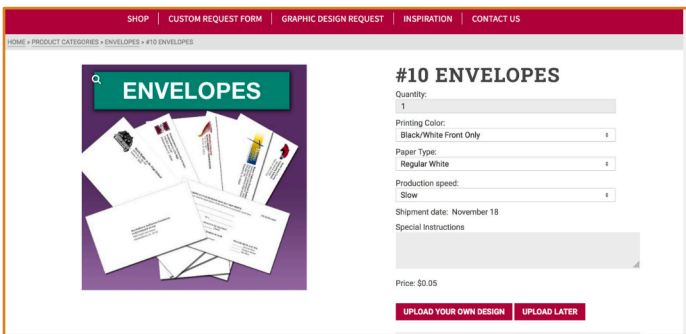 SHOP CUSTOM REQUEST FORM GRAPHIC DESIGN REQUEST INSPIRATION CONTACT US
HOME » PRODUCT CATEGORIES » ENVELOPES » #10 ENVELOPES
ENVELOPES
#10 ENVELOPES
Quantity:
1
Printing Color:
Black/White Front Only
Paper Type:
Regular White
Production speed:
Slow
Shipment date: November 18
Special Instructions
Price: $0.05
UPLOAD YOUR OWN DESIGN UPLOAD LATER